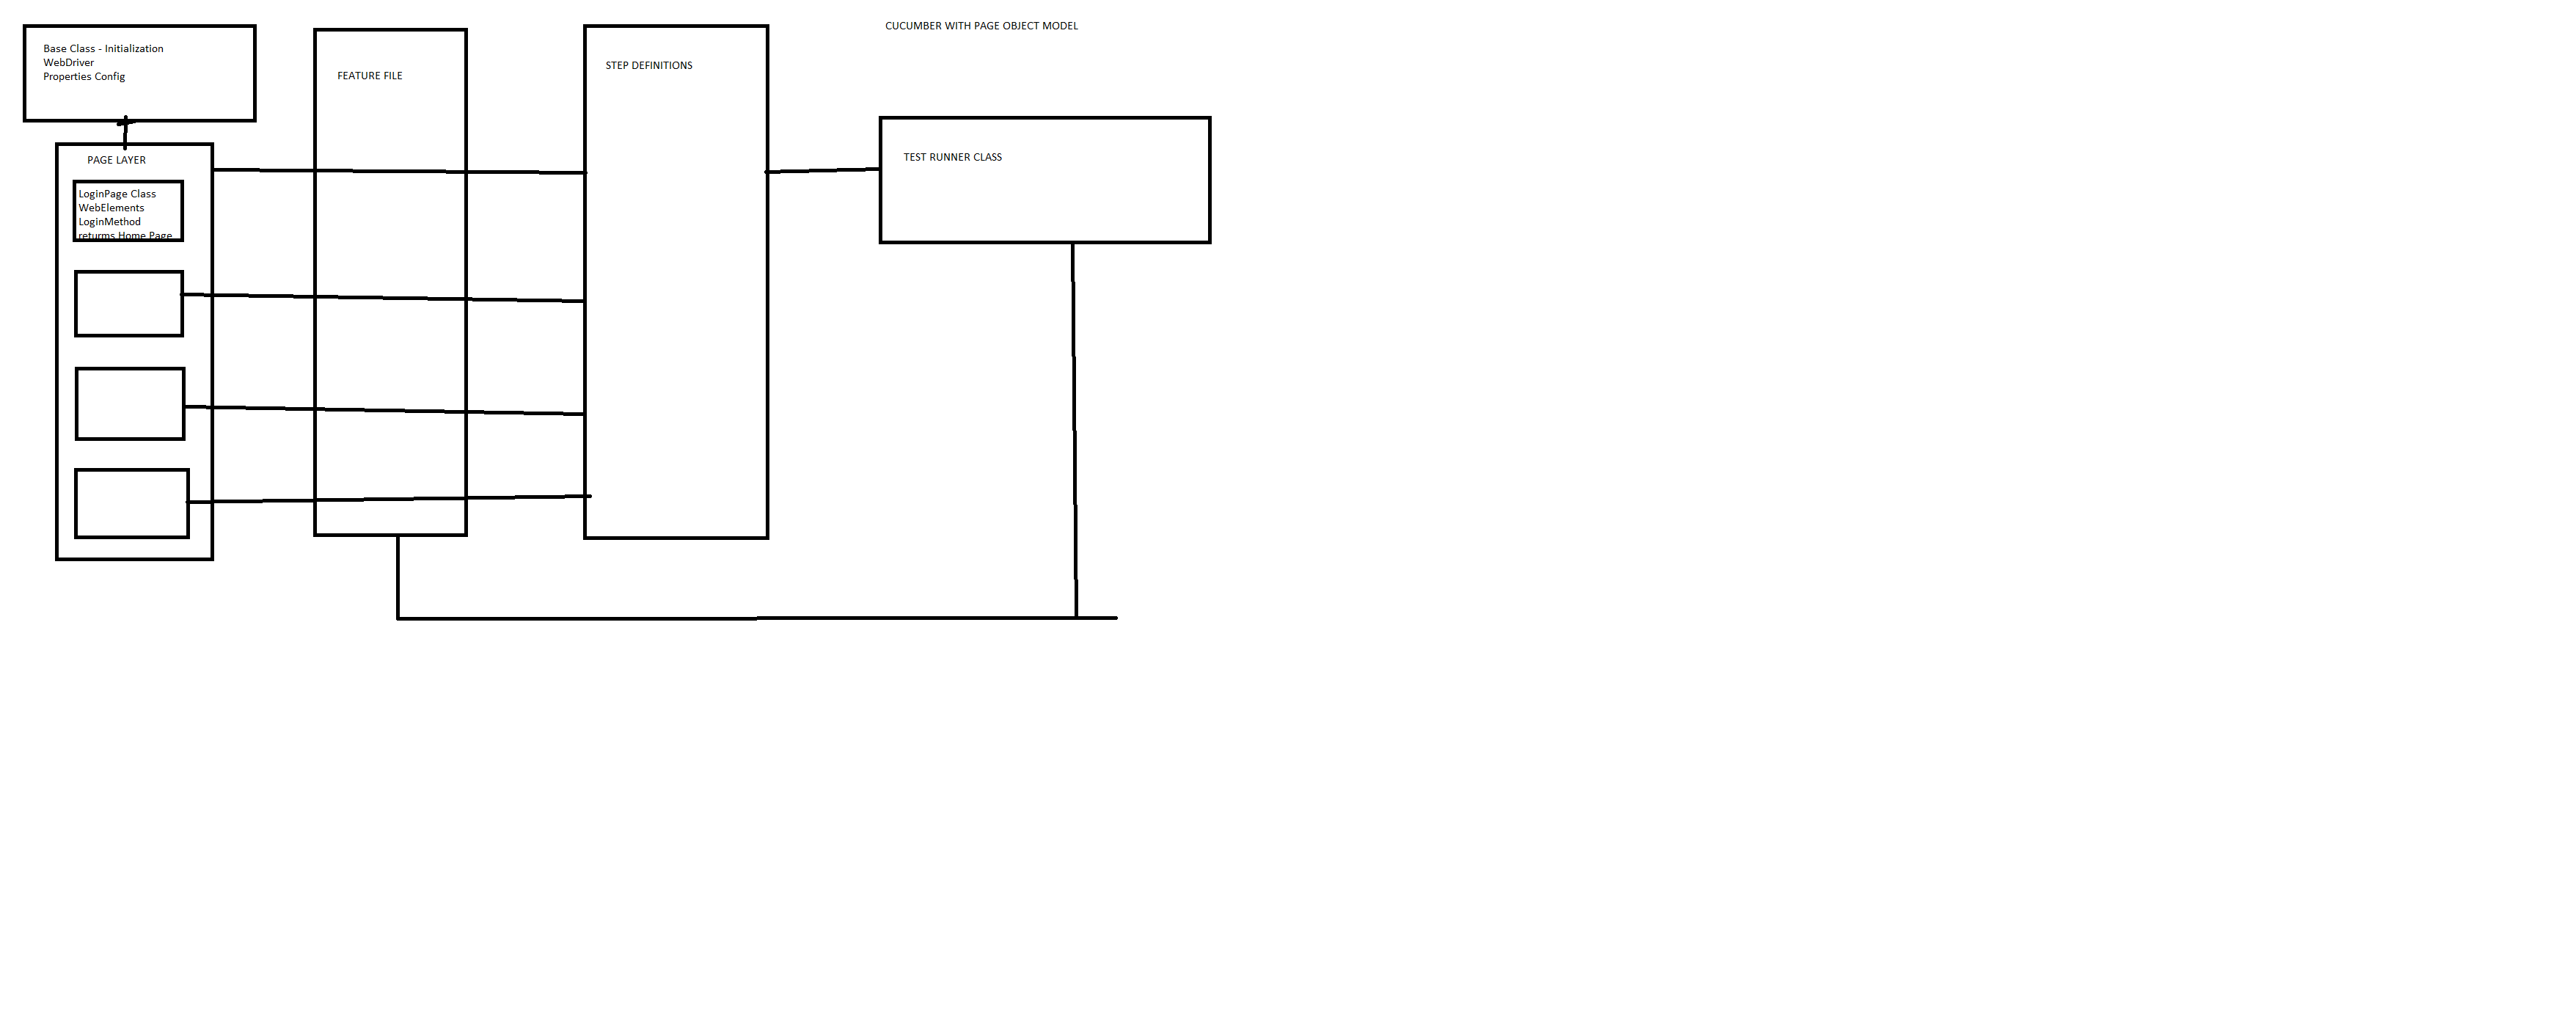 CUCUMBER WITH PAGE OBJECT MODEL
Base Class - Initialization
WebDriver
Properties Config
PAGE LAYER
LoginPage Class
WebElements
LoginMethod
returms Home Page
FEATURE FILE
STEP DEFINITIONS
TEST RUNNER CLASS